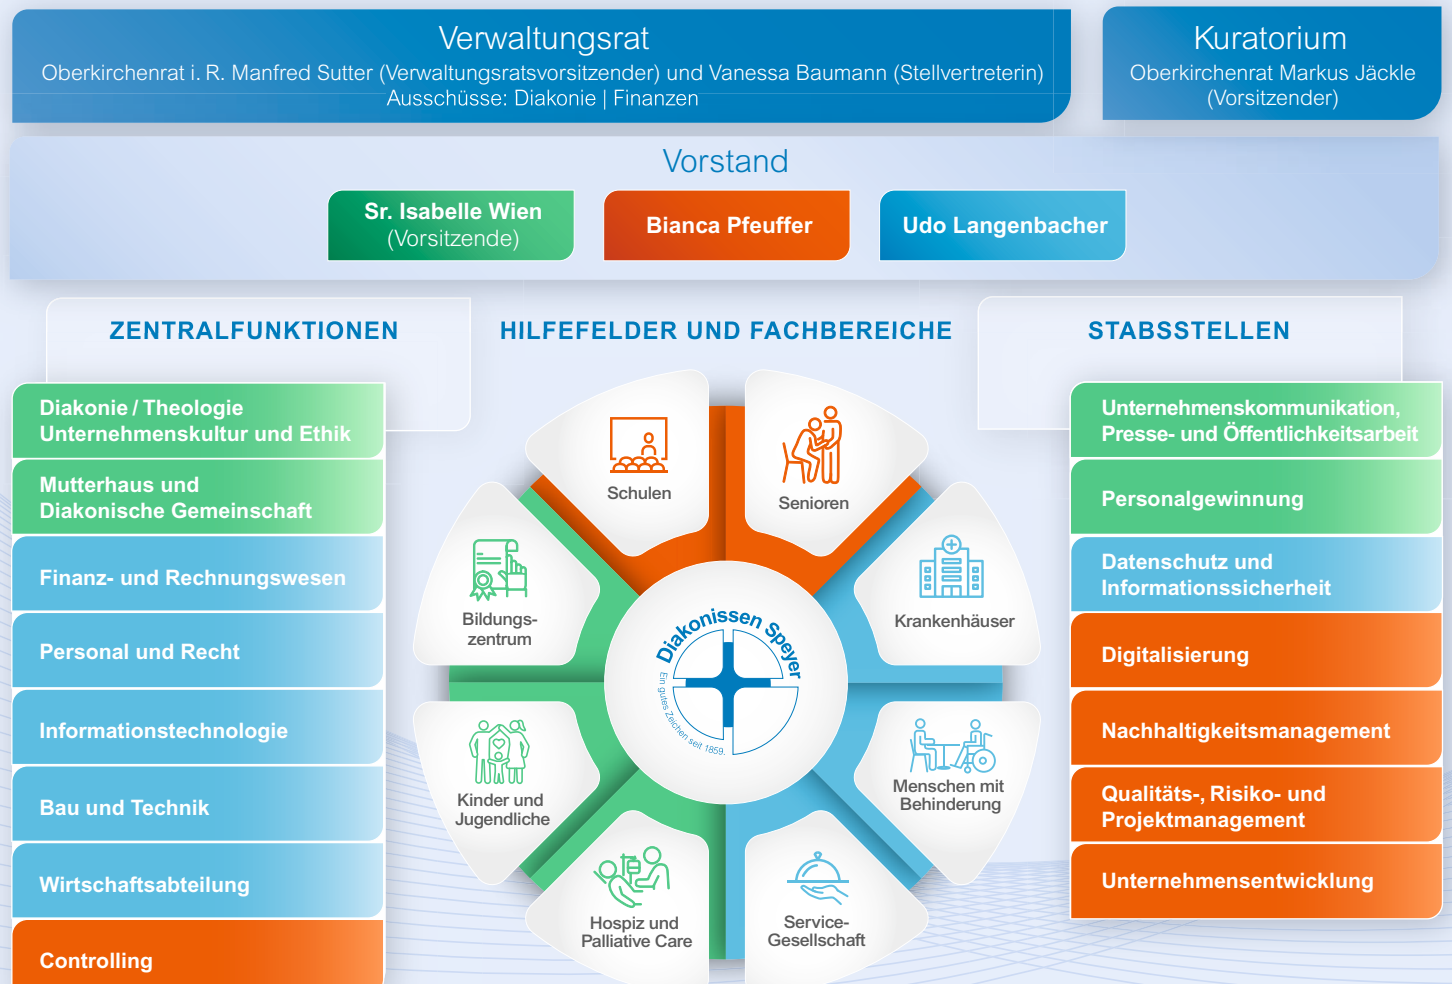 Verwaltungsrat
Oberkirchenrat i. R. Manfred Sutter (Verwaltungsratsvorsitzender) und Vanessa Baumann (Stellvertreterin)
Ausschüsse: Diakonie | Finanzen
Kuratorium
Oberkirchenrat Markus Jäckle
(Vorsitzender)
Vorstand
Sr. Isabelle Wien
(Vorsitzende)
Bianca Pfeuffer
Udo Langenbacher
ZENTRALFUNKTIONEN
Diakonie / Theologie
Unternehmenskultur und Ethik
Mutterhaus und
Diakonische Gemeinschaft
Finanz- und Rechnungswesen
Personal und Recht
Informationstechnologie
Bau und Technik
Wirtschaftsabteilung
Controlling
HILFEFELDER UND FACHBEREICHE
Schulen
Senioren
Bildungs-
zentrum
Krankenhäuser
Diakonissen Speyer
Ein gutes Zeichen seit 1859.
Kinder und
Jugendliche
Menschen mit
Behinderung
Hospiz und
Palliative Care
Service-
Gesellschaft
STABSSTELLEN
Unternehmenskommunikation,
Presse- und Öffentlichkeitsarbeit
Personalgewinnung
Datenschutz und
Informationssicherheit
Digitalisierung
Nachhaltigkeitsmanagement
Qualitäts-, Risiko- und
Projektmanagement
Unternehmensentwicklung